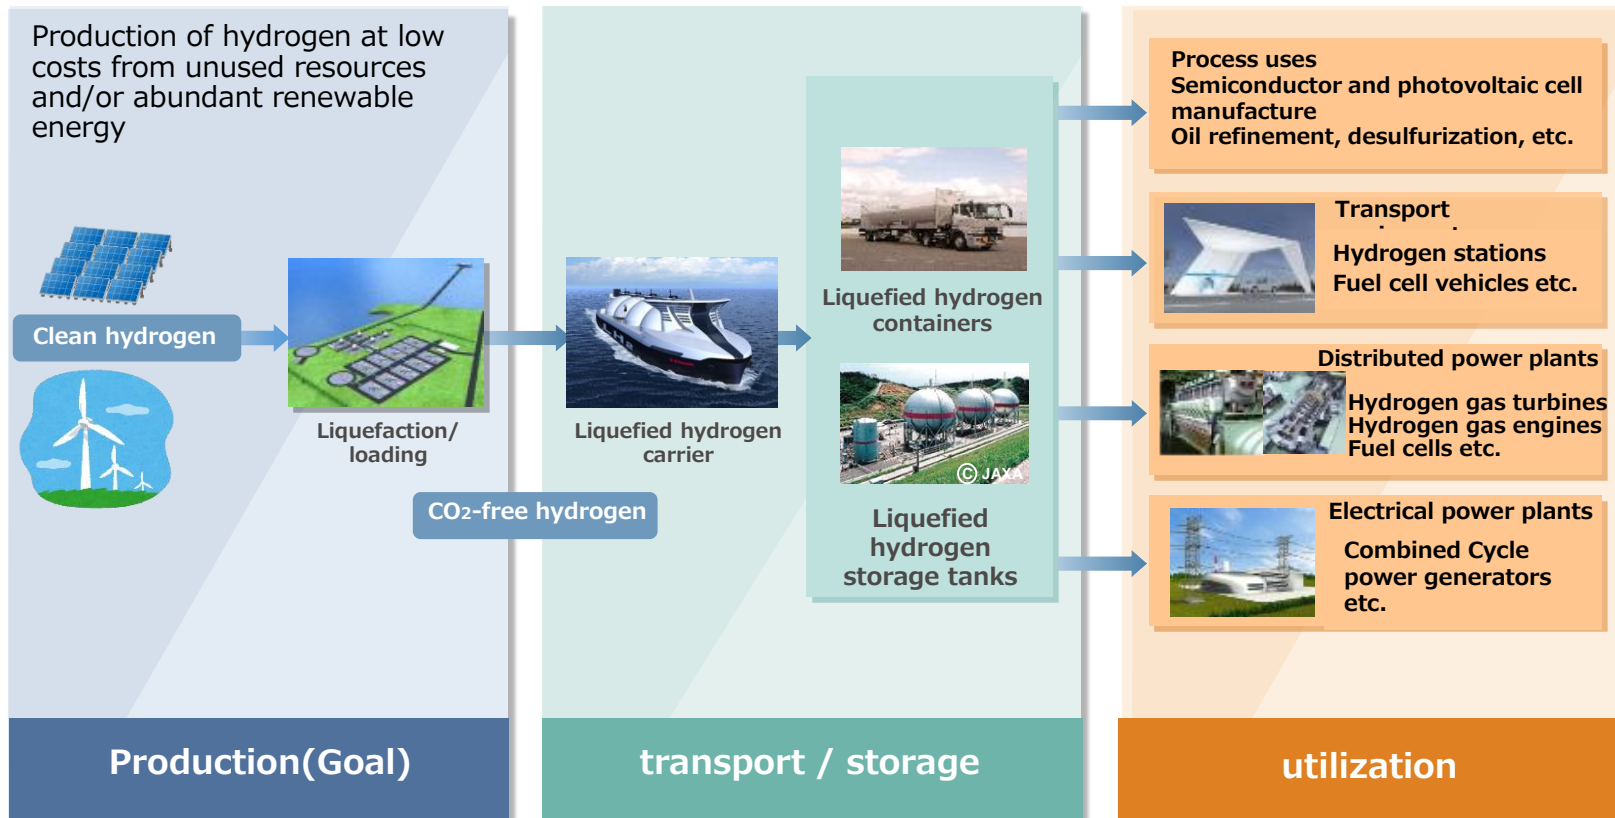 Production of hydrogen at low
costs from unused resources
and/or abundant renewable
energy
Clean hydrogen
Liquefaction/
loading
CO2-free hydrogen
Liquefied hydrogen
carrier
Liquefied hydrogen
containers
© JAXA
Liquefied
hydrogen
storage tanks
Process uses
Semiconductor and photovoltaic cell
manufacture
Oil refinement, desulfurization, etc.
Transport
Hydrogen stations
Fuel cell vehicles etc.
Distributed power plants
Hydrogen gas turbines
Hydrogen gas engines
Fuel cells etc.
Electrical power plants
Combined Cycle
power generators
etc.
Production(Goal)
transport / storage
utilization